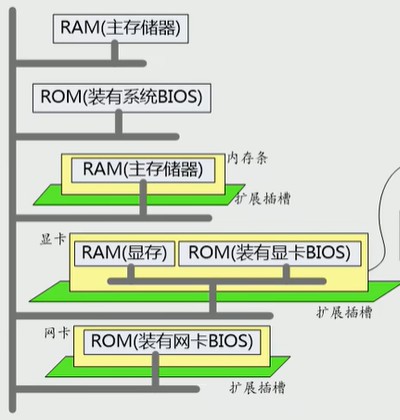 RAM(主存储器)
ROM(装有系统BIOS)
内存条
RAM(主存储器)
扩展插槽
显卡
RAM(显存) ROM(装有显卡BIOS)
扩展插槽
网卡
ROM(装有网卡BIOS)
扩展插槽